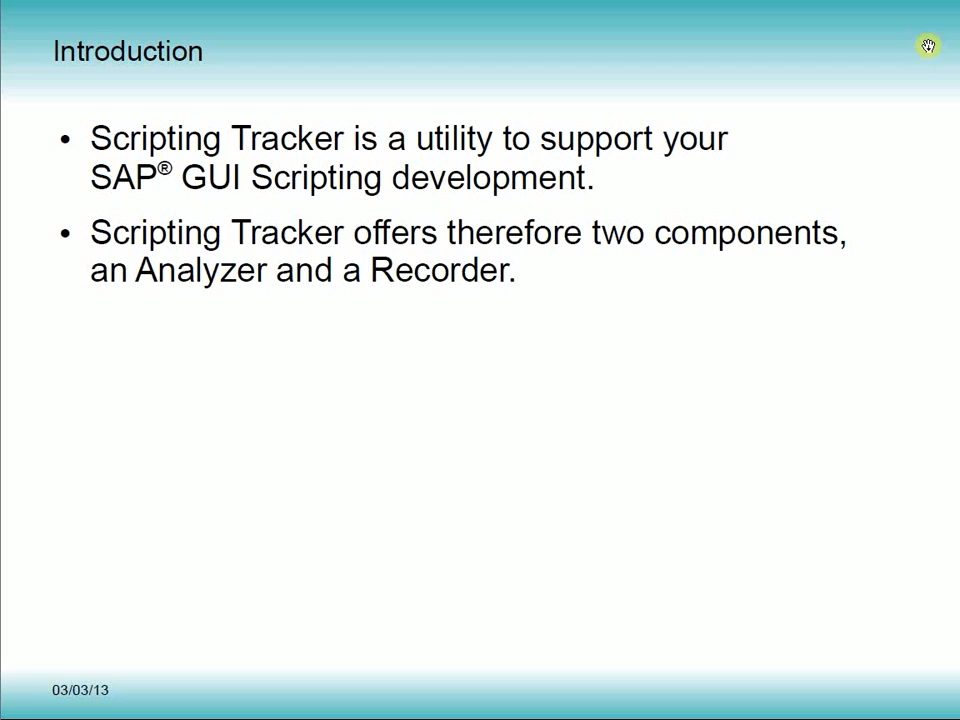 Introduction
• Scripting Tracker is a utility to support your
SAP® GUI Scripting development.
• Scripting Tracker offers therefore two components,
an Analyzer and a Recorder.
03/03/13